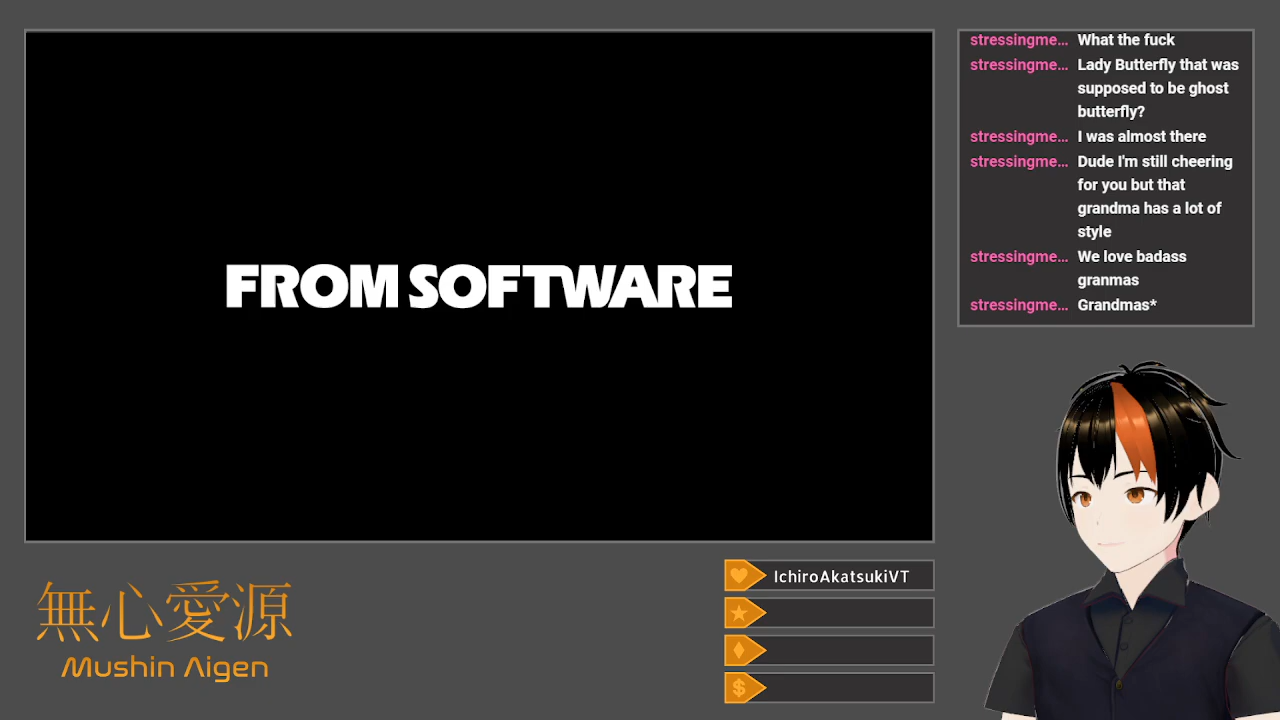 FROM SOFTWARE
stressingme... What the fuck
stressingme... Lady Butterfly that was
supposed to be ghost
butterfly?
stressingme... I was almost there
stressingme... Dude I'm still cheering
for you but that
grandma has a lot of
style
stressingme... We love badass
granmas
stressingme... Grandmas*
無心愛源
Mushin Aigen
IchiroAkatsukiVT
$